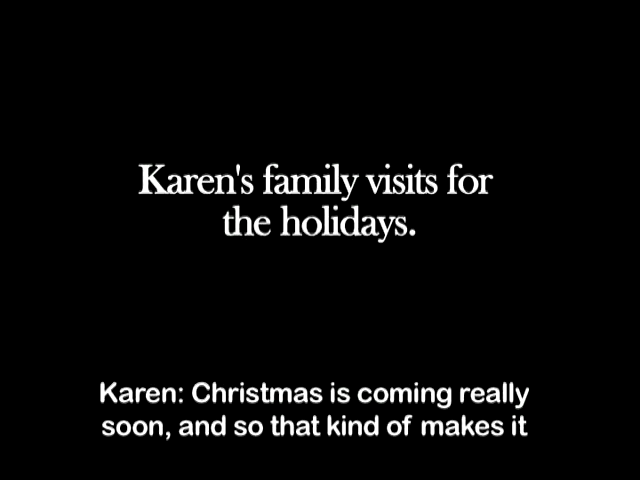 Karen's family visits for
the holidays.
Karen: Christmas is coming really
soon, and so that kind of makes it